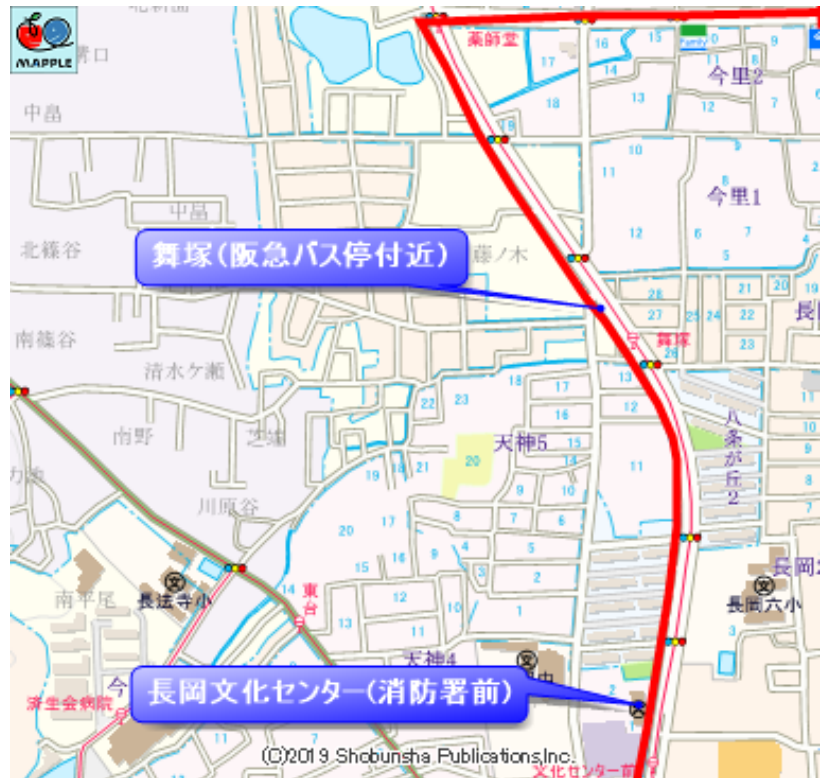 MAPPLE
薬師堂
Family
今里2
中畠
中畠
今里1
北篠谷
舞塚(阪急バス停付近)
藤ノ木
南篠谷
舞塚
清水ケ瀬
南野
芝端
天神5
八条が丘2
川原谷
南平尾
長法寺小
東台
長岡六小
天神4
済生会病院
長岡文化センター(消防署前)
(C)2019 Shobunsha Publications,Inc.
文化センター前